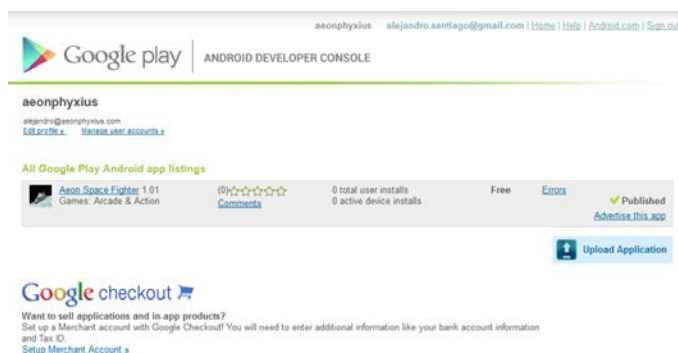 aeonphyxius alejandro.santiago@gmail.com | Home | Help | Android.com | Sign out
Google play | ANDROID DEVELOPER CONSOLE
aeonphyxius
alejandro@aeonphyxius.com
Edit profile » Manage user accounts »
All Google Play Android app listings
Aeon Space Fighter 1.01 (0) 0 total user installs Free Errors
Games: Arcade & Action Comments 0 active device installs Published
Advertise this app
Upload Application
Google checkout
Want to sell applications and in-app products?
Set up a Merchant account with Google Checkout! You will need to enter additional information like your bank account information
and Tax ID.
Setup Merchant Account »